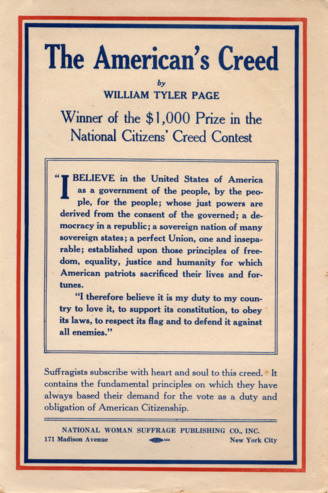 The American's Creed
by
WILLIAM TYLER PAGE
Winner of the $1,000 Prize in the
National Citizens' Creed Contest
"I BELIEVE in the United States of America
as a government of the people, by the peo-
ple, for the people; whose just powers are
derived from the consent of the governed; a de-
mocracy in a republic; a sovereign nation of many
sovereign states; a perfect Union, one and insepa-
rable; established upon those principles of free-
dom, equality, justice and humanity for which
American patriots sacrificed their lives and for-
tunes.
"I therefore believe it is my duty to my coun-
try to love it, to support its constitution, to obey
its laws, to respect its flag and to defend it against
all enemies."
Suffragists subscribe with heart and soul to this creed. It
contains the fundamental principles on which they have
always based their demand for the vote as a duty and
obligation of American Citizenship.
NATIONAL WOMAN SUFFRAGE PUBLISHING CO., INC.
171 Madison Avenue New York City